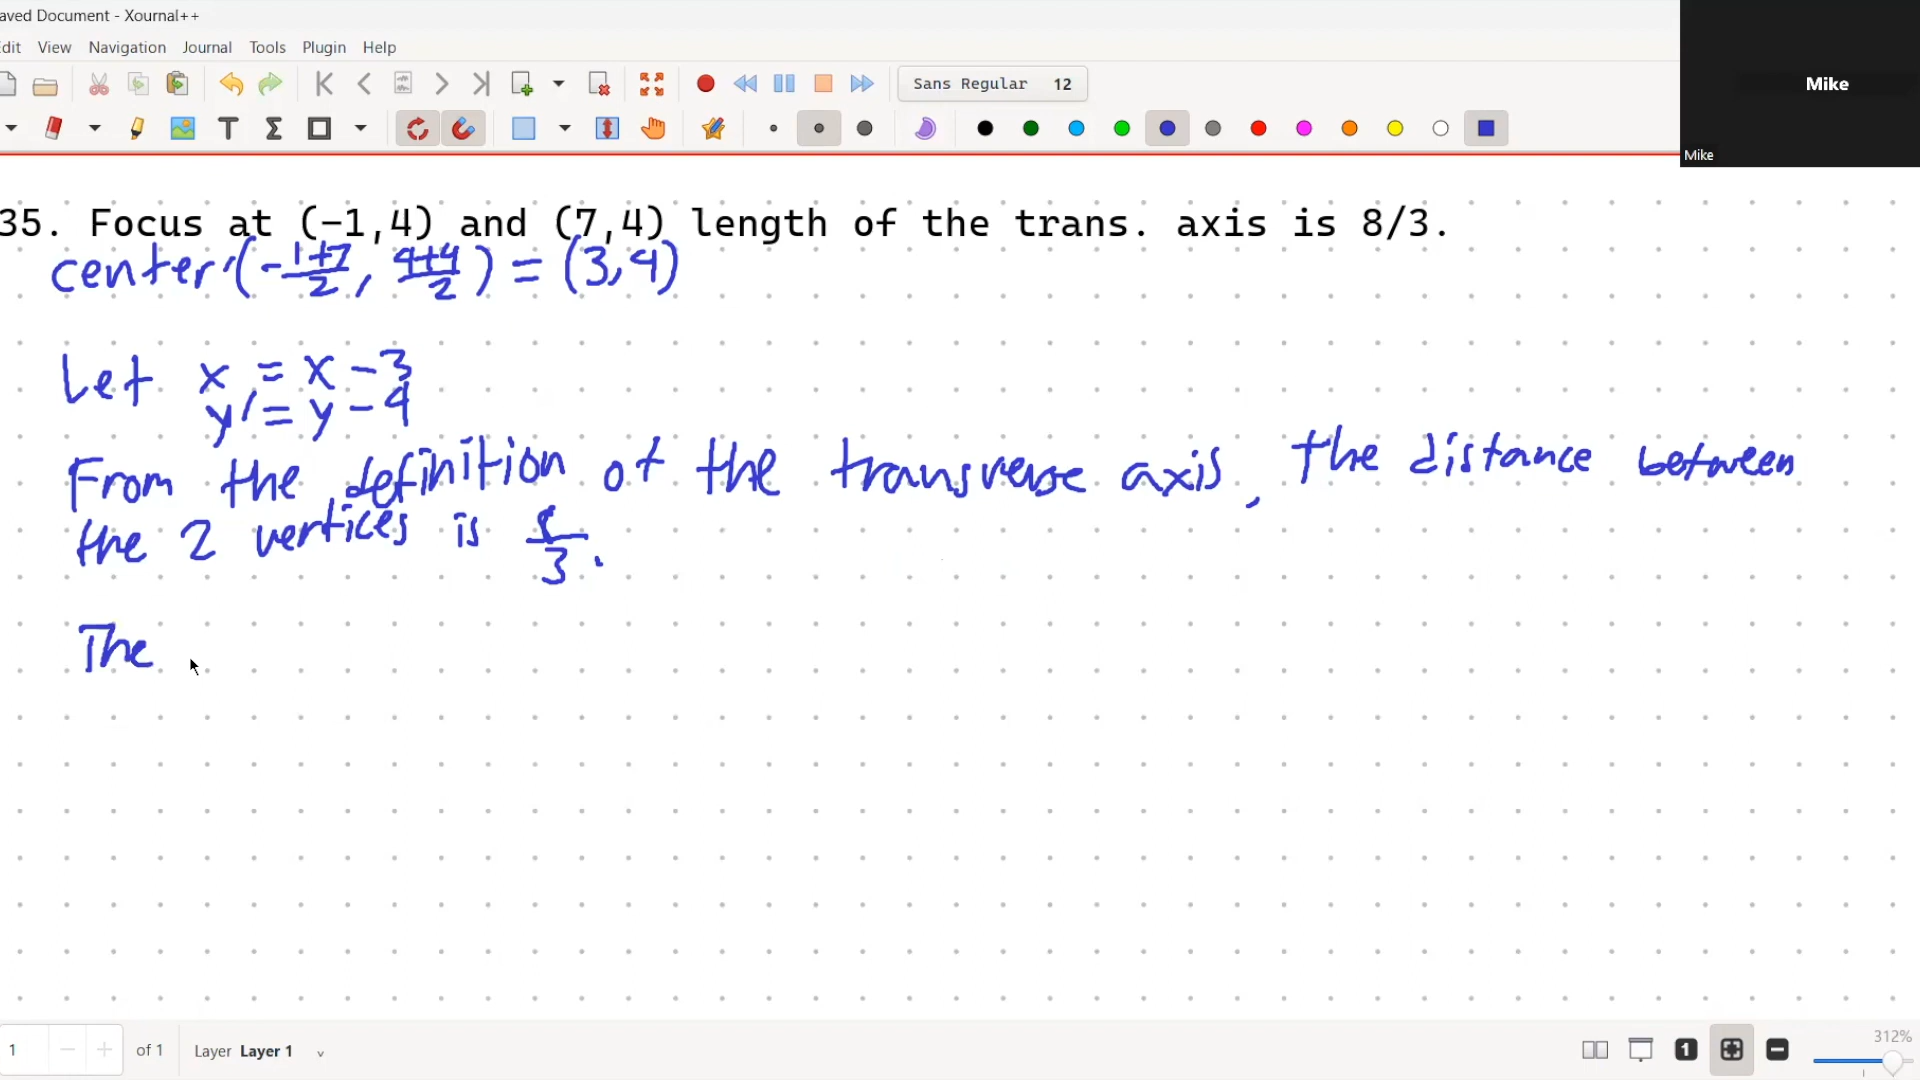 aved Document - Xournal++
Edit View Navigation Journal Tools Plugin Help
Sans Regular 12
Mike
Mike
35. Focus at (-1,4) and (7,4) length of the trans. axis is 8/3.
center (-1+7/2, 4+4/2) = (3,4)
Let x = x - 3
y' = y - 4
From the definition of the transverse axis, the distance between
the 2 vertices is 8/3.
The
1 of 1 Layer Layer 1
1
312%